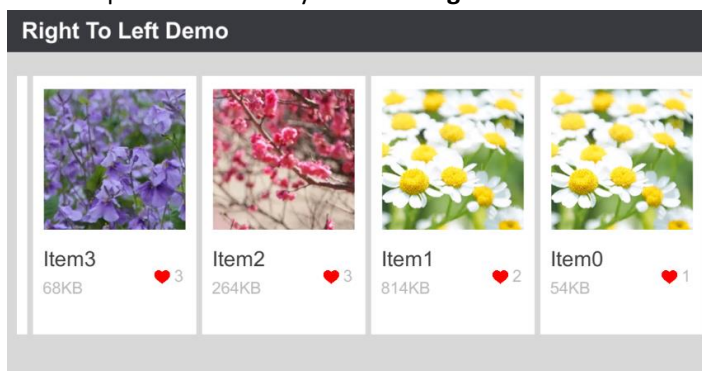 Right To Left Demo
Item3
68KB
3
Item2
264KB
3
Item1
814KB
2
Item0
54KB
1